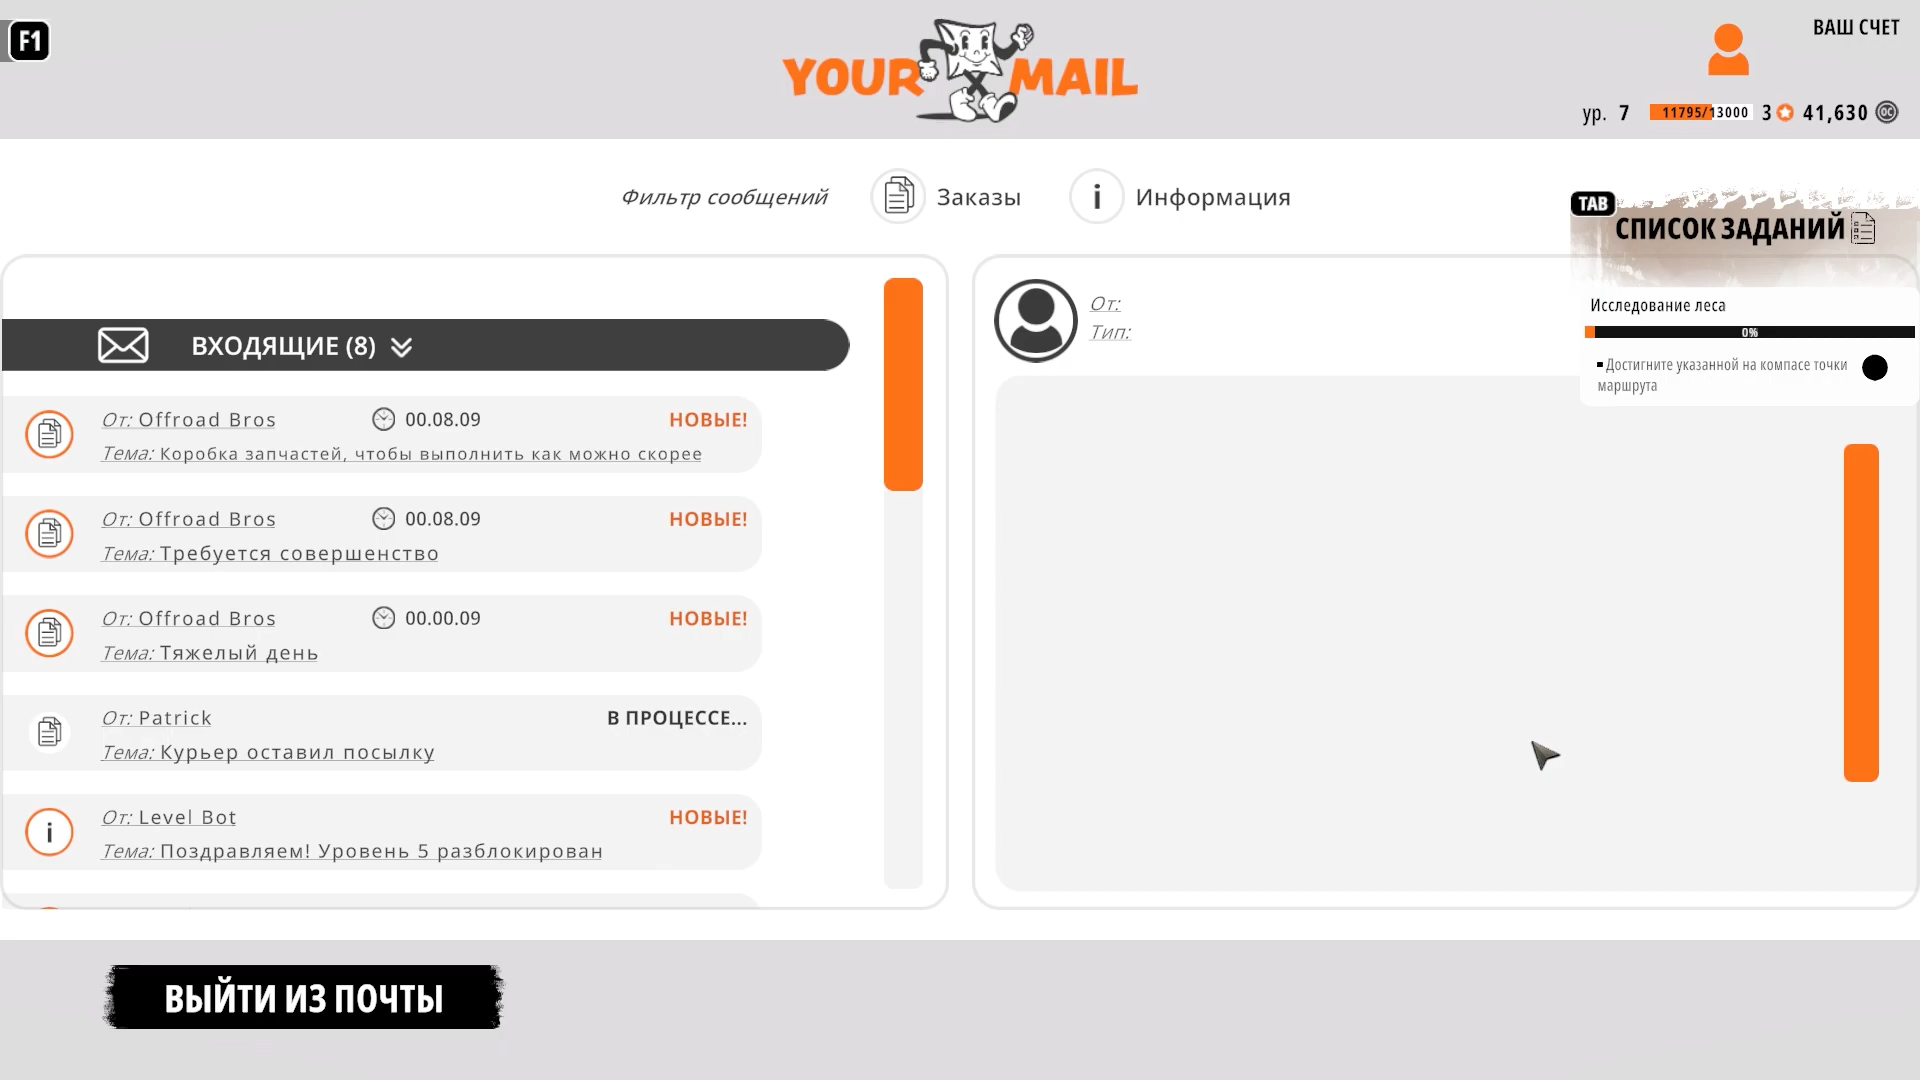 F1
YOUR MAIL
ВАШ СЧЕТ
ур. 7 11795/13000 3 41,630 OC
Фильтр сообщений Заказы i Информация
TAB
СПИСОК ЗАДАНИЙ
Исследование леса
0%
Достигните указанной на компасе точки
маршрута
ВХОДЯЩИЕ (8)
От: Offroad Bros 00.08.09 НОВЫЕ!
Тема: Коробка запчастей, чтобы выполнить как можно скорее
От: Offroad Bros 00.08.09 НОВЫЕ!
Тема: Требуется совершенство
От: Offroad Bros 00.00.09 НОВЫЕ!
Тема: Тяжелый день
От: Patrick В ПРОЦЕССЕ...
Тема: Курьер оставил посылку
i От: Level Bot НОВЫЕ!
Тема: Поздравляем! Уровень 5 разблокирован
От:
Тип:
ВЫЙТИ ИЗ ПОЧТЫ